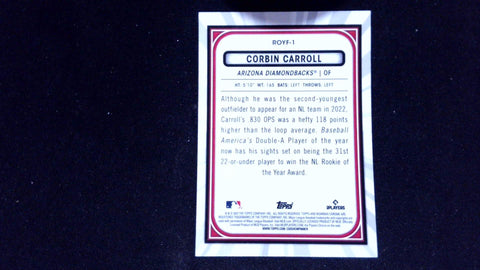 ROYF-1
CORBIN CARROLL
ARIZONA DIAMONDBACKS® | OF
HT: 5'10" WT: 165 BATS: LEFT THROWS: LEFT
Although he was the second-youngest
outfielder to appear for an NL team in 2022,
Carroll's .830 OPS was a hefty 118 points
higher than the loop average. Baseball
America's Double-A Player of the year
now has his sights set on being the 31st
22-or-under player to win the NL Rookie of
the Year Award.
Topps
PLAYERS